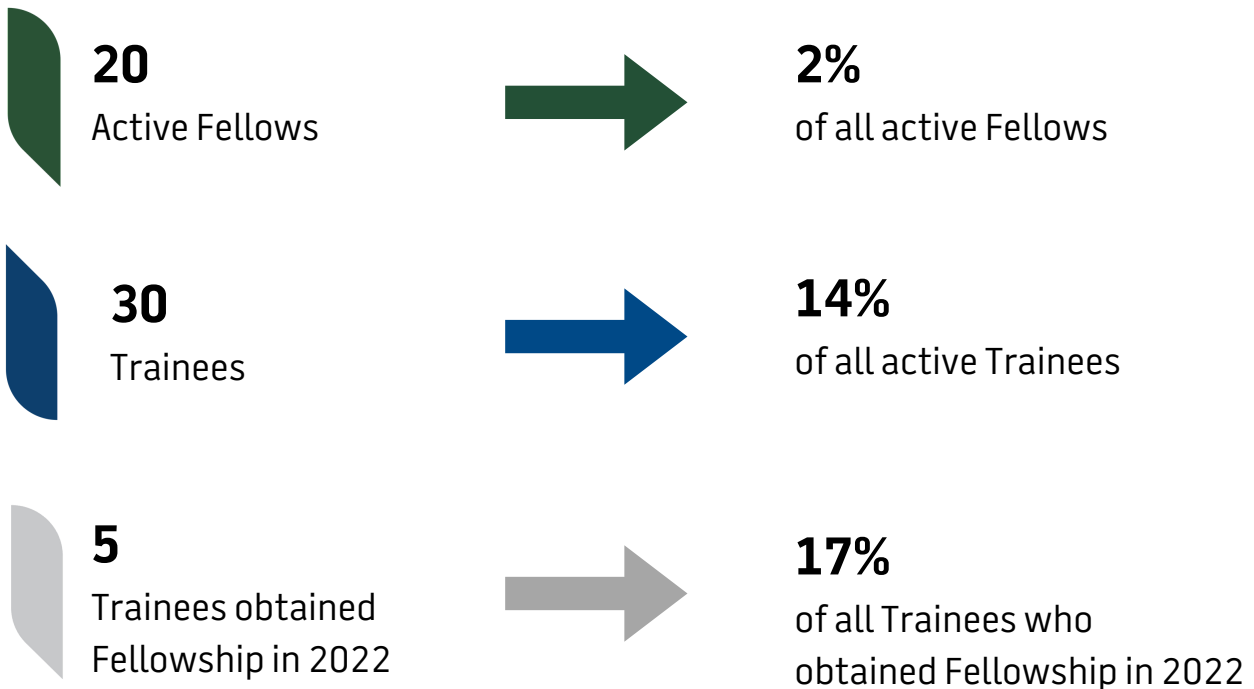 20
Active Fellows
2%
of all active Fellows
30
Trainees
14%
of all active Trainees
5
Trainees obtained
Fellowship in 2022
17%
of all Trainees who
obtained Fellowship in 2022